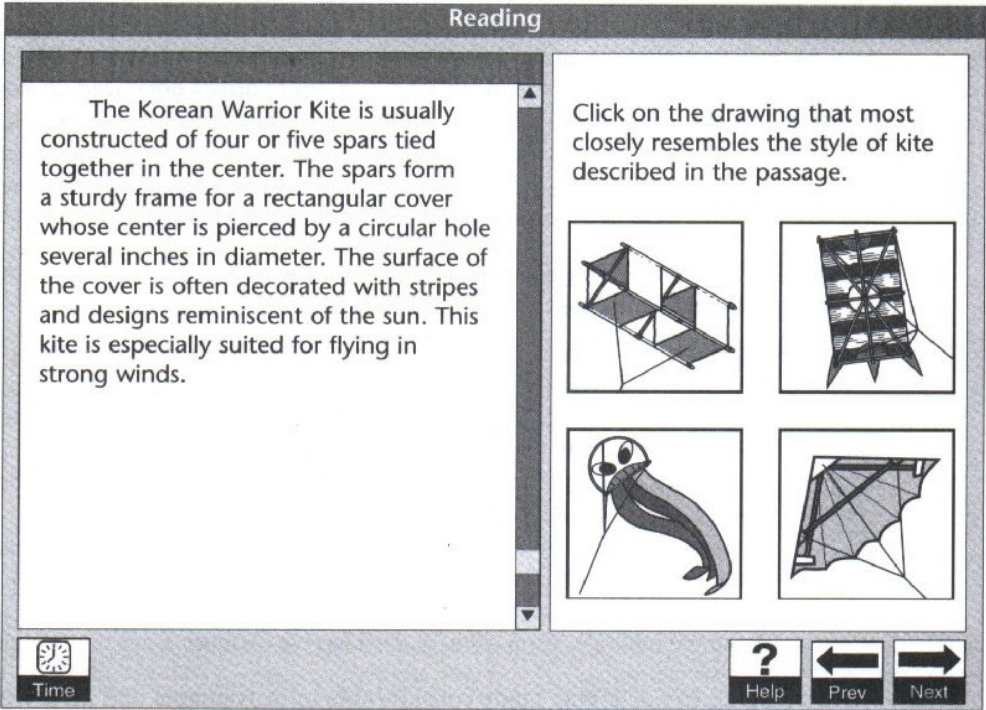 Reading
The Korean Warrior Kite is usually
constructed of four or five spars tied
together in the center. The spars form
a sturdy frame for a rectangular cover
whose center is pierced by a circular hole
several inches in diameter. The surface of
the cover is often decorated with stripes
and designs reminiscent of the sun. This
kite is especially suited for flying in
strong winds.
Click on the drawing that most
closely resembles the style of kite
described in the passage.
Time
?
Help
Prev
Next